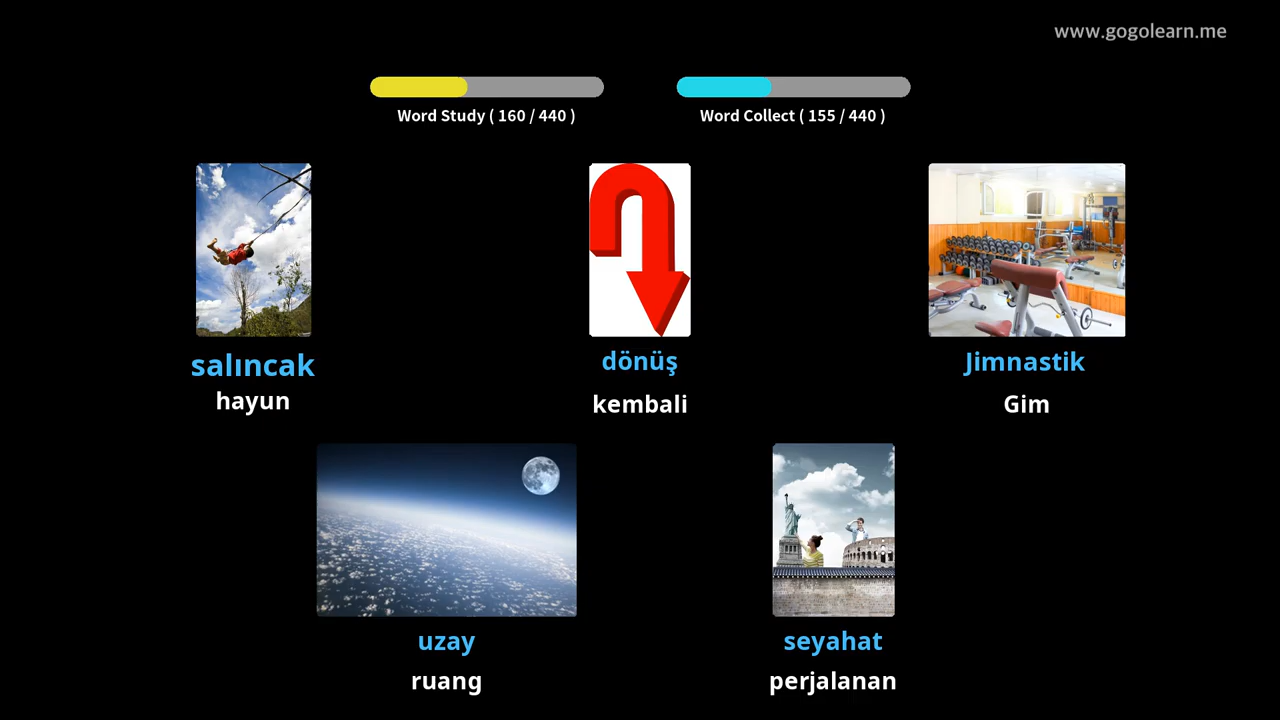 www.gogolearn.me
Word Study ( 160 / 440 )
Word Collect ( 155 / 440 )
salıncak
hayun
dönüş
kembali
Jimnastik
Gim
uzay
ruang
seyahat
perjalanan